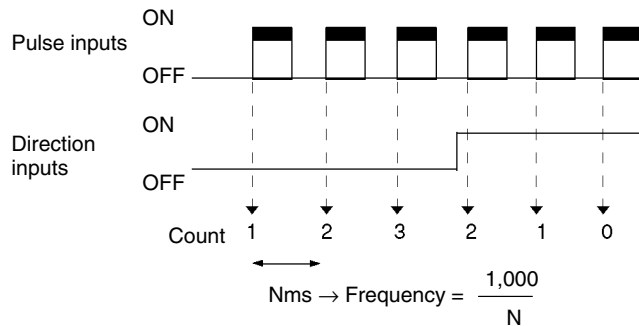 Pulse inputs
ON
OFF
Direction inputs
ON
OFF
Count 1 2 3 2 1 0
Nms → Frequency = 1,000
N